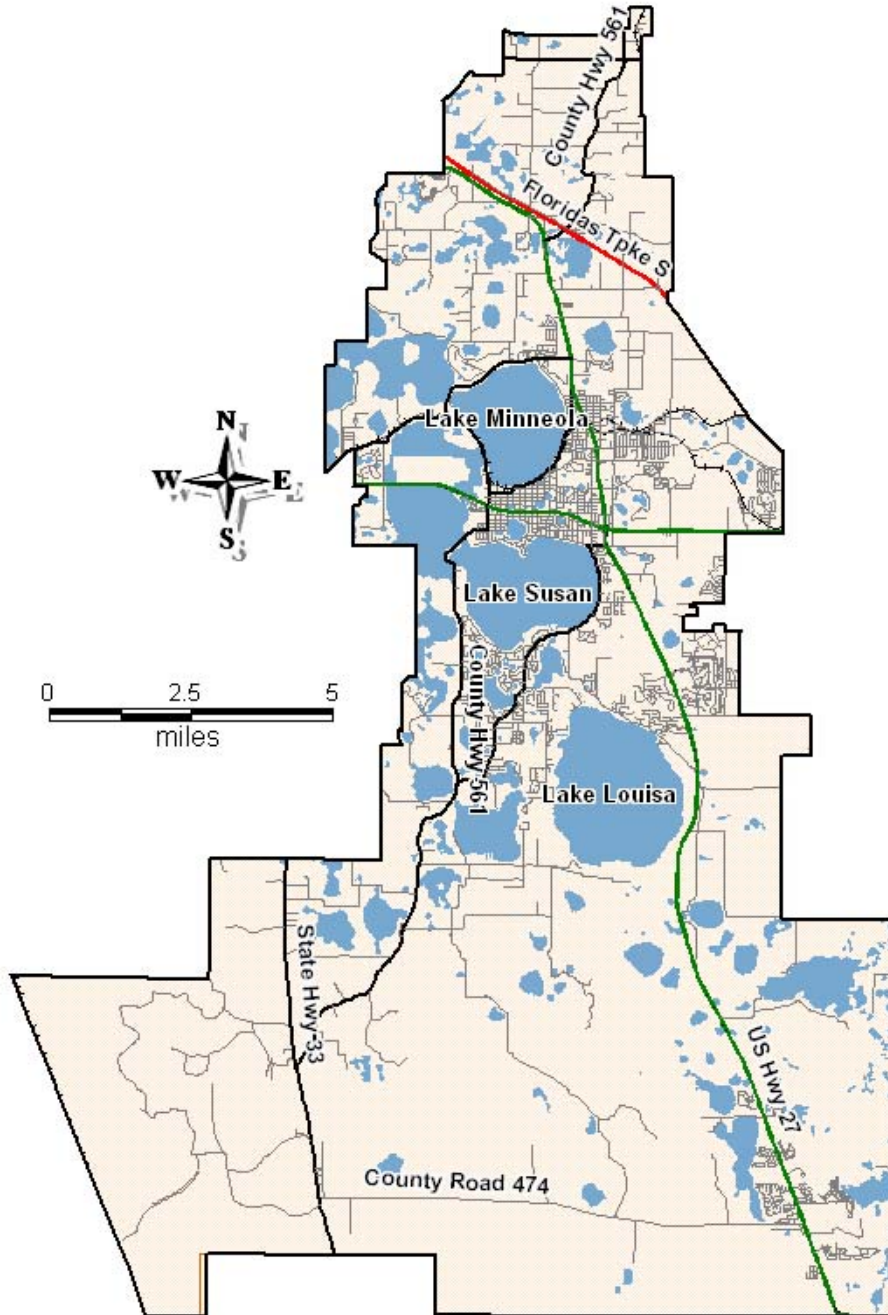 County Hwy 561
Floridas Tpke S
Lake Minneola
N
W E
S
Lake Susan
0 2.5 5
miles
County Hwy 561
Lake Louisa
State Hwy 33
US Hwy 27
County Road 474